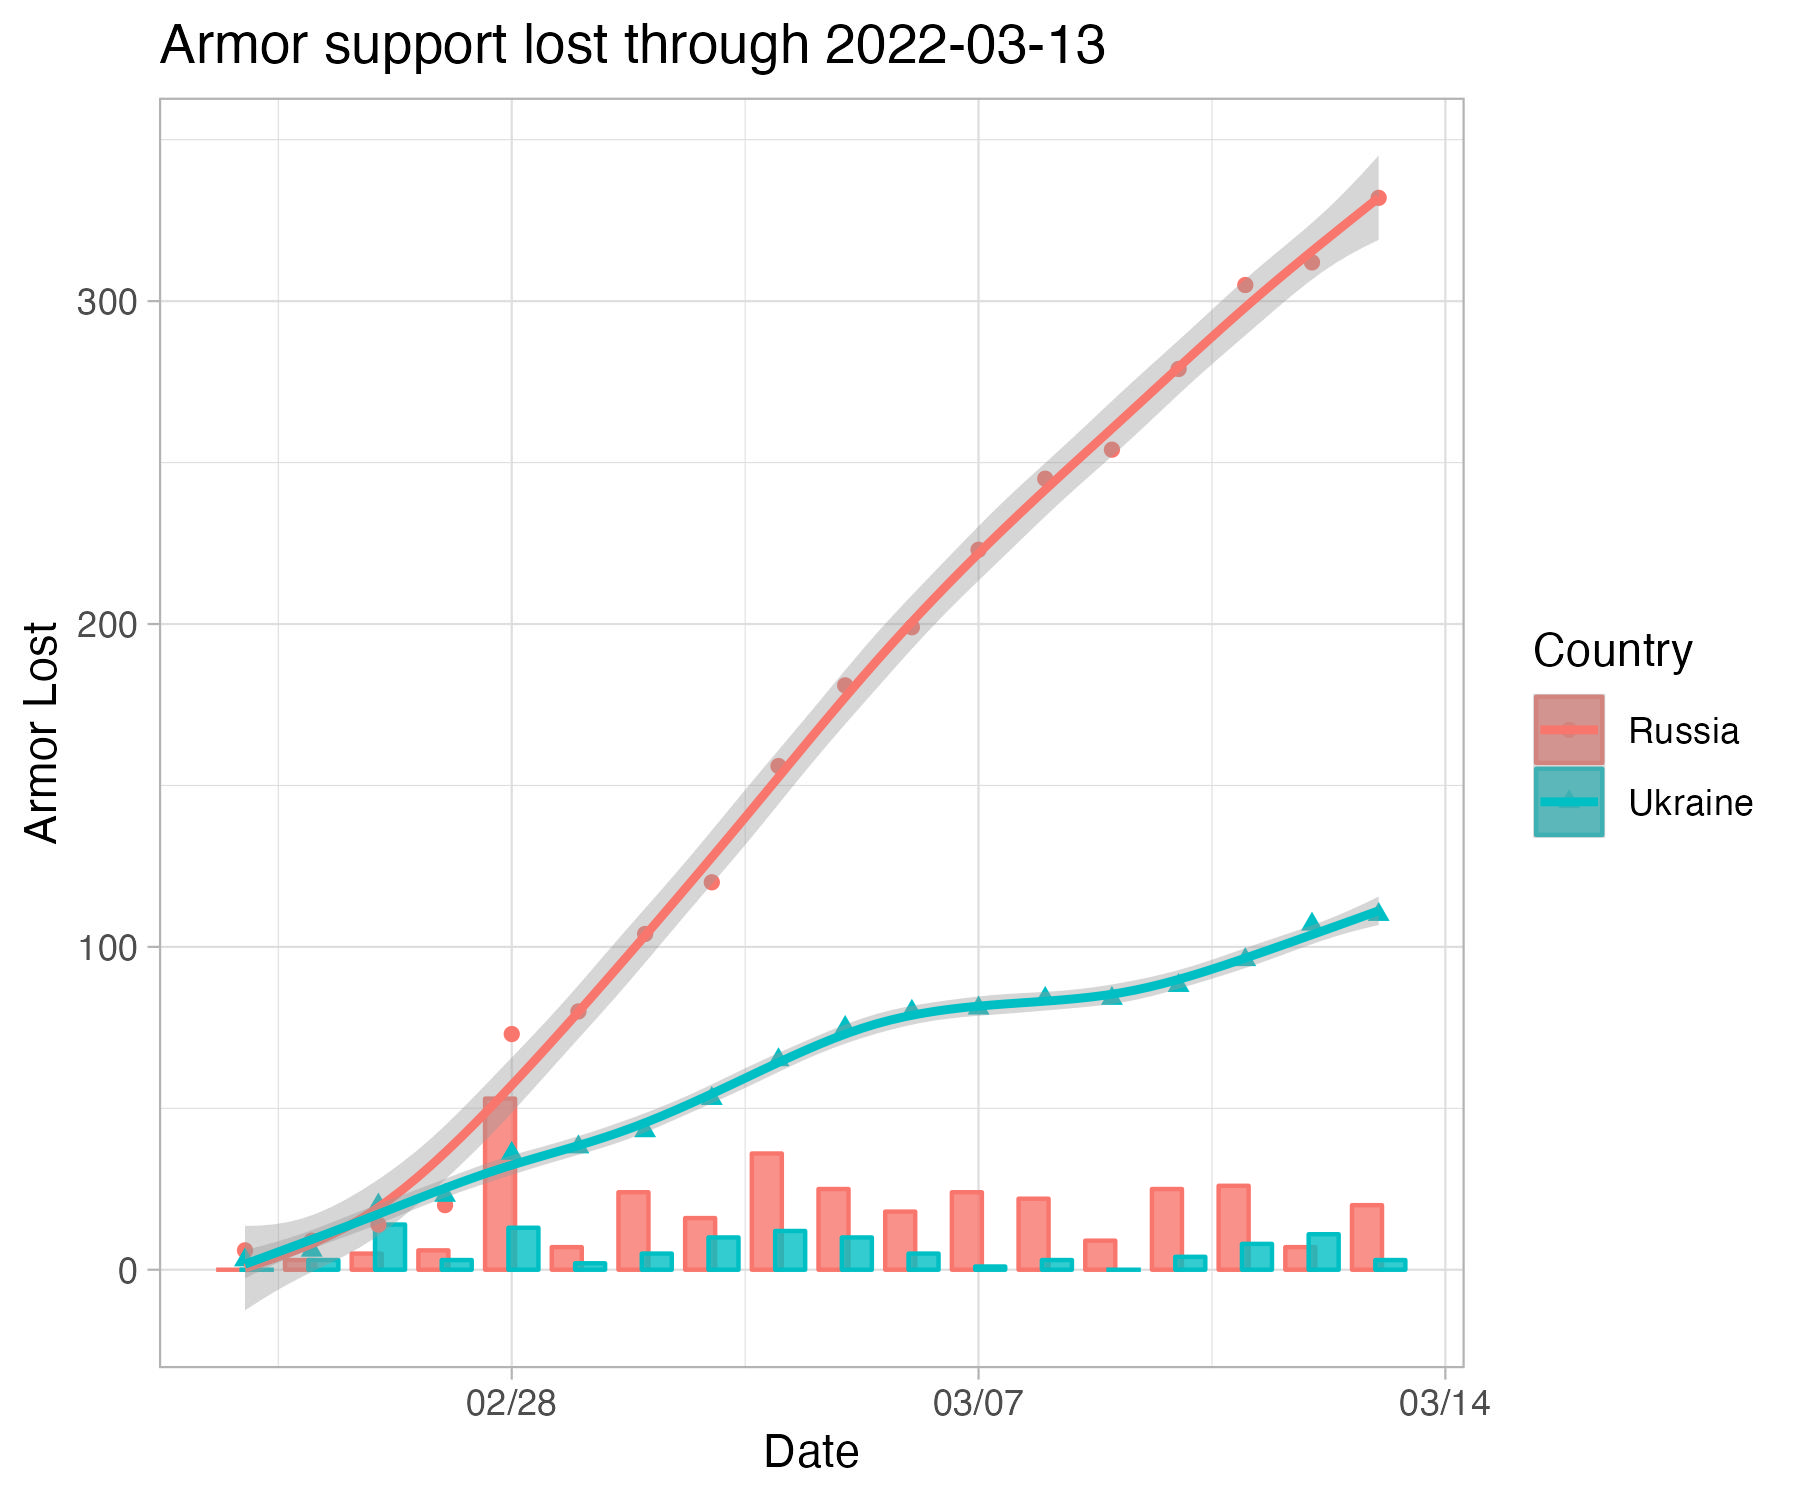 Armor support lost through 2022-03-13
Armor Lost
300
200
100
0
02/28
03/07
03/14
Date
Country
Russia
Ukraine